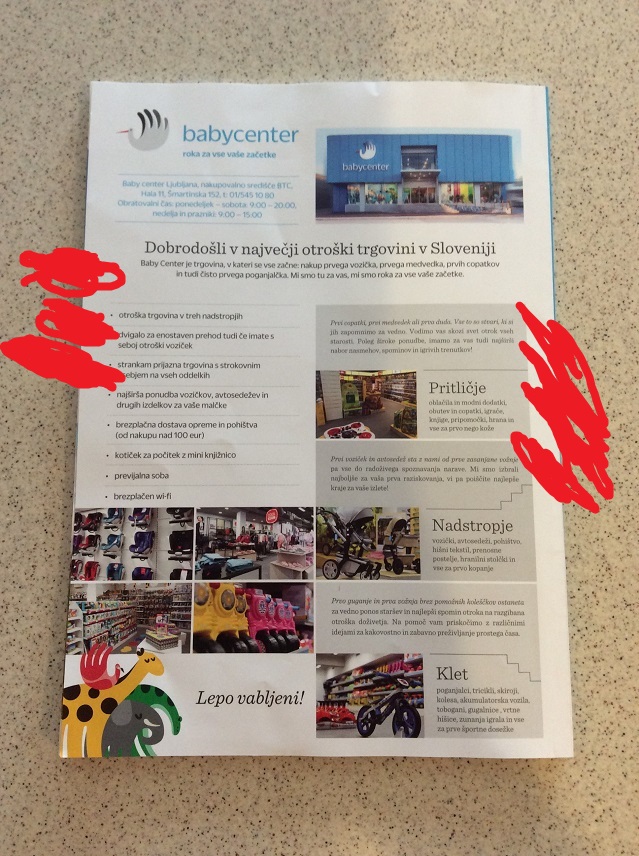 babycenter
roka za vse vaše začetke
Baby center Ljubljana, nakupovalno središče BTC,
Hala 11, Šmartinska 152, t: 01/545 10 80
Obratovalni čas: ponedeljek – sobota: 9:00 – 20:00,
nedelja in prazniki: 9:00 – 15:00
babycenter
Dobrodošli v največji otroški trgovini v Sloveniji
Baby Center je trgovina, v kateri se vse začne: nakup prvega vozička, prvega medvedka, prvih copatkov
in tudi čisto prvega poganjalčka. Mi smo tu za vas, mi smo roka za vse vaše začetke.
• otroška trgovina v treh nadstropjih
dvigalo za enostaven prehod tudi če imate s
seboj otroški voziček
• strankam prijazna trgovina s strokovnim
na vseh oddelkih
• najširša ponudba vozičkov, avtosedežev in
drugih izdelkov za vaše malčke
• brezplačna dostava opreme in pohištva
(od nakupu nad 100 eur)
• kotiček za počitek z mini knjižnico
• previjalna soba
• brezplačen wi-fi
Prvi copatki, prvi medvedek ali prva duda. Vse to so stvari, ki si
jih zapomnimo za vedno. Vodimo vas skozi svet otrok vseh
starosti. Poleg široke ponudbe, imamo za vas tudi najširši
nabor nasmehov, spominov in igrivih trenutkov!
Pritličje
oblačila in modni dodatki,
obutev in copatki, igrače,
knjige, pripomočki, hrana in
vse za prvo nego kože
Prvi voziček in avtosedež sta z nami od prve zasanjane vožnje
pa vse do radoživega spoznavanja narave. Mi smo izbrali
najboljše za vaša prva raziskovanja, vi pa poiščite najlepše
kraje za vaše izlete!
Nadstropje
vozički, avtosedeži, pohištvo,
hišni tekstil, prenosne
postelje, hranilni stolčki in
vse za prvo kopanje
Prvo guganje in prva vožnja brez pomožnih koleščkov ostaneta
za vedno ponos staršev in najlepši spomin otroka na razgibana
otroška doživetja. Na pomoč vam priskočimo z različnimi
idejami za kakovostno in zabavno preživljanje prostega časa.
Klet
poganjalci, tricikli, skiroji,
kolesa, akumulatorska vozila,
tobogani, gugalnice, vrtne
hišice, zunanja igrala in vse
za prve športne dosežke
Lepo vabljeni!